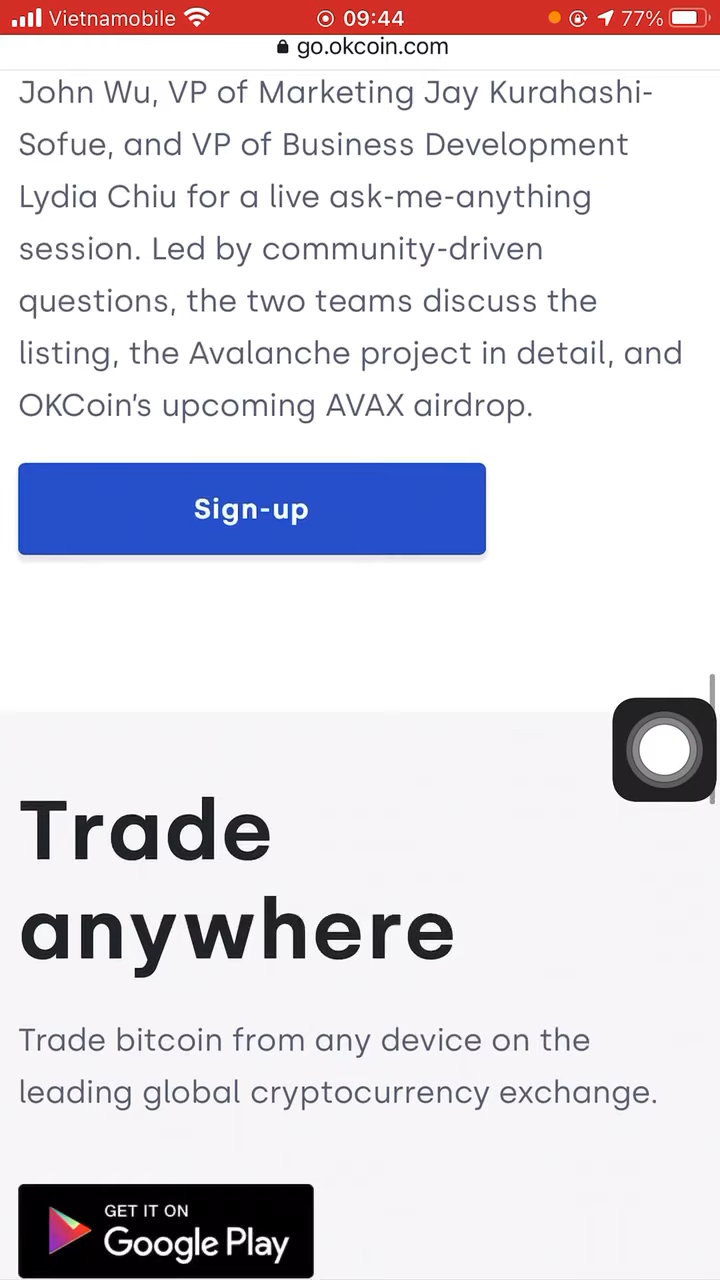 Vietnamobile 09:44 77%
go.okcoin.com
John Wu, VP of Marketing Jay Kurahashi-
Sofue, and VP of Business Development
Lydia Chiu for a live ask-me-anything
session. Led by community-driven
questions, the two teams discuss the
listing, the Avalanche project in detail, and
OKCoin's upcoming AVAX airdrop.
Sign-up
Trade
anywhere
Trade bitcoin from any device on the
leading global cryptocurrency exchange.
GET IT ON
Google Play